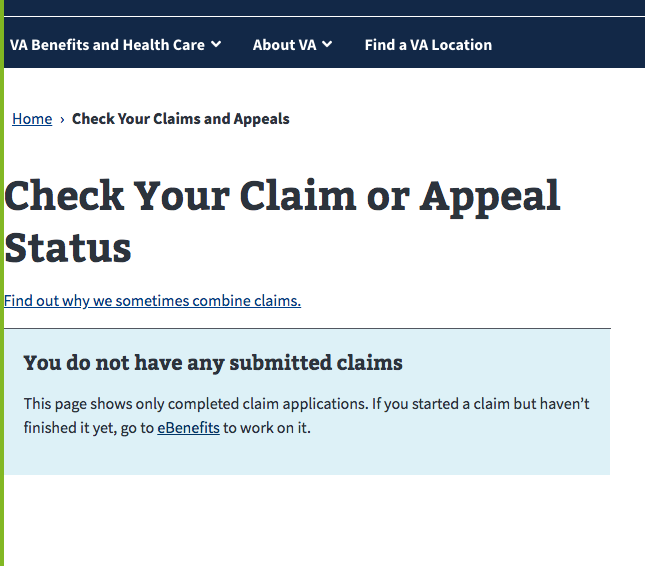 VA Benefits and Health Care About VA Find a VA Location
Home › Check Your Claims and Appeals
Check Your Claim or Appeal
Status
Find out why we sometimes combine claims.
You do not have any submitted claims
This page shows only completed claim applications. If you started a claim but haven’t
finished it yet, go to eBenefits to work on it.